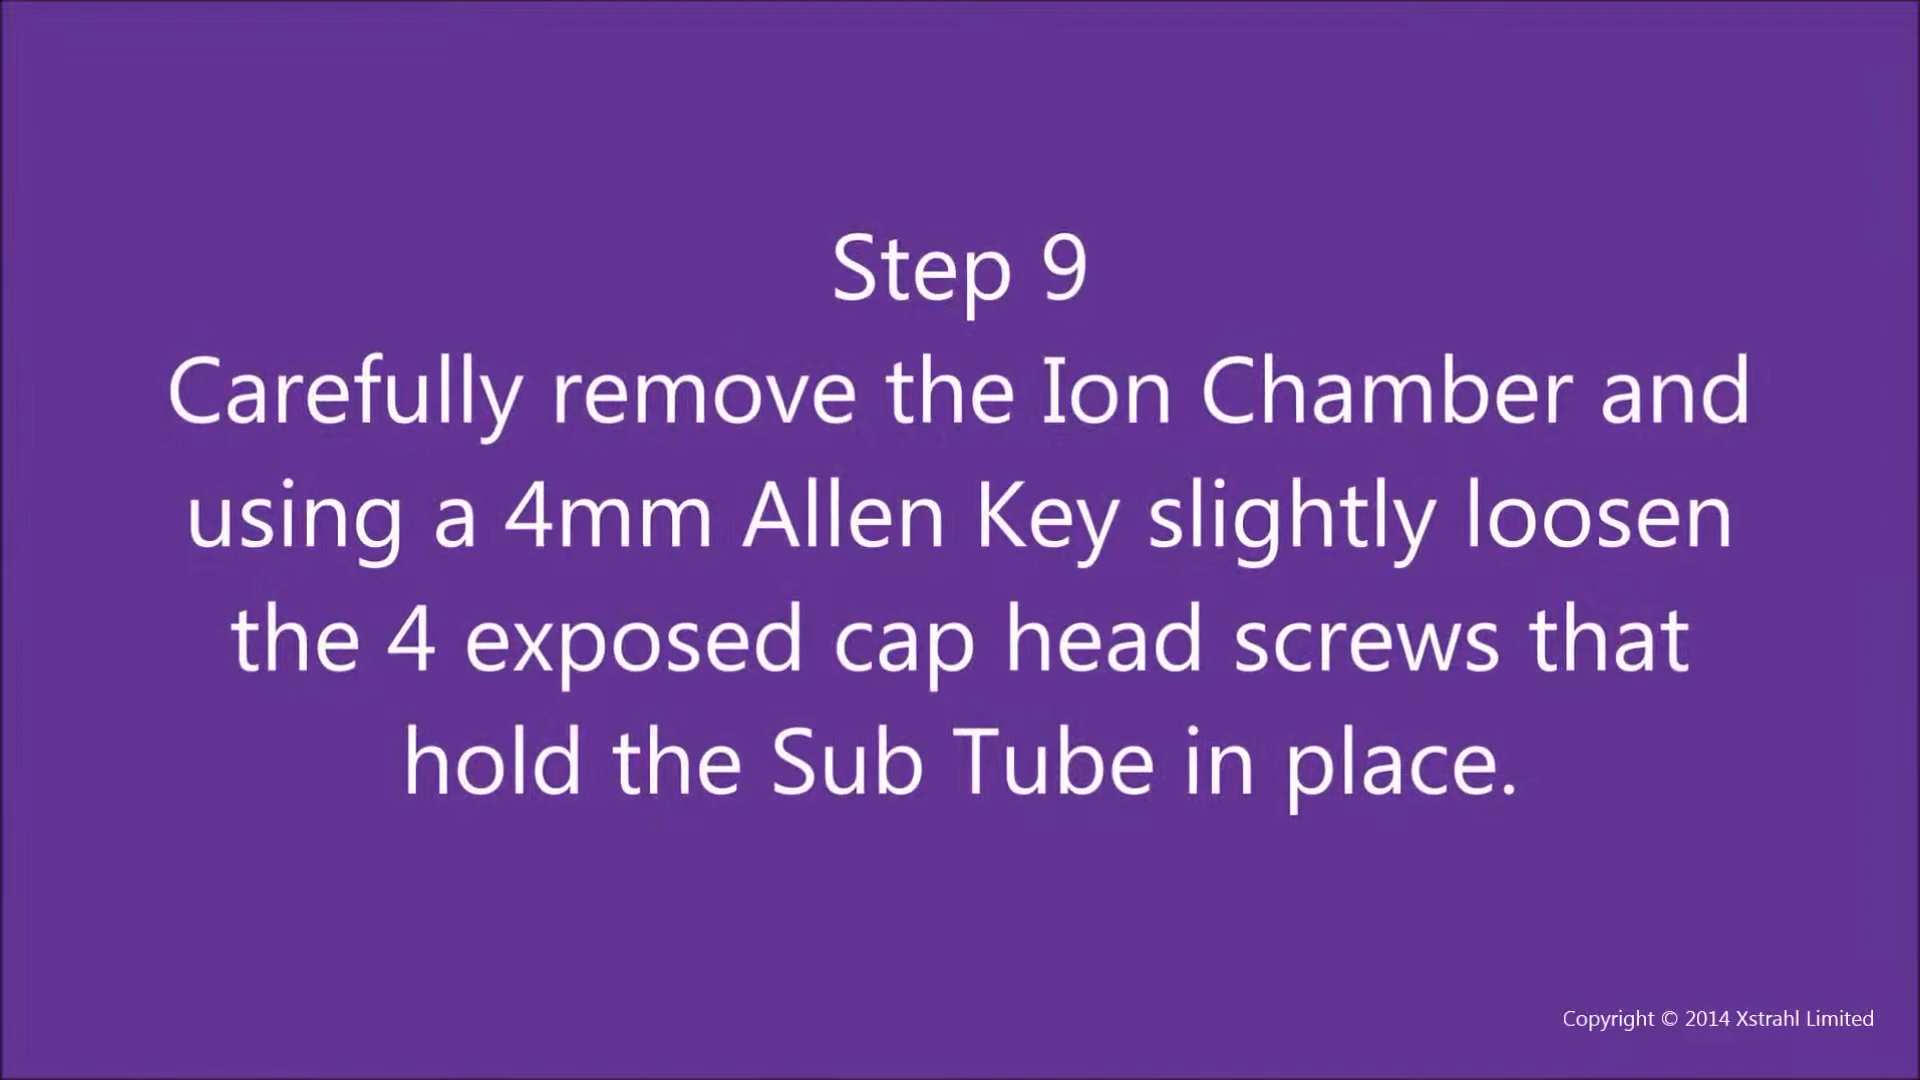 Step 9
Carefully remove the Ion Chamber and
using a 4mm Allen Key slightly loosen
the 4 exposed cap head screws that
hold the Sub Tube in place.
Copyright © 2014 Xstrahl Limited